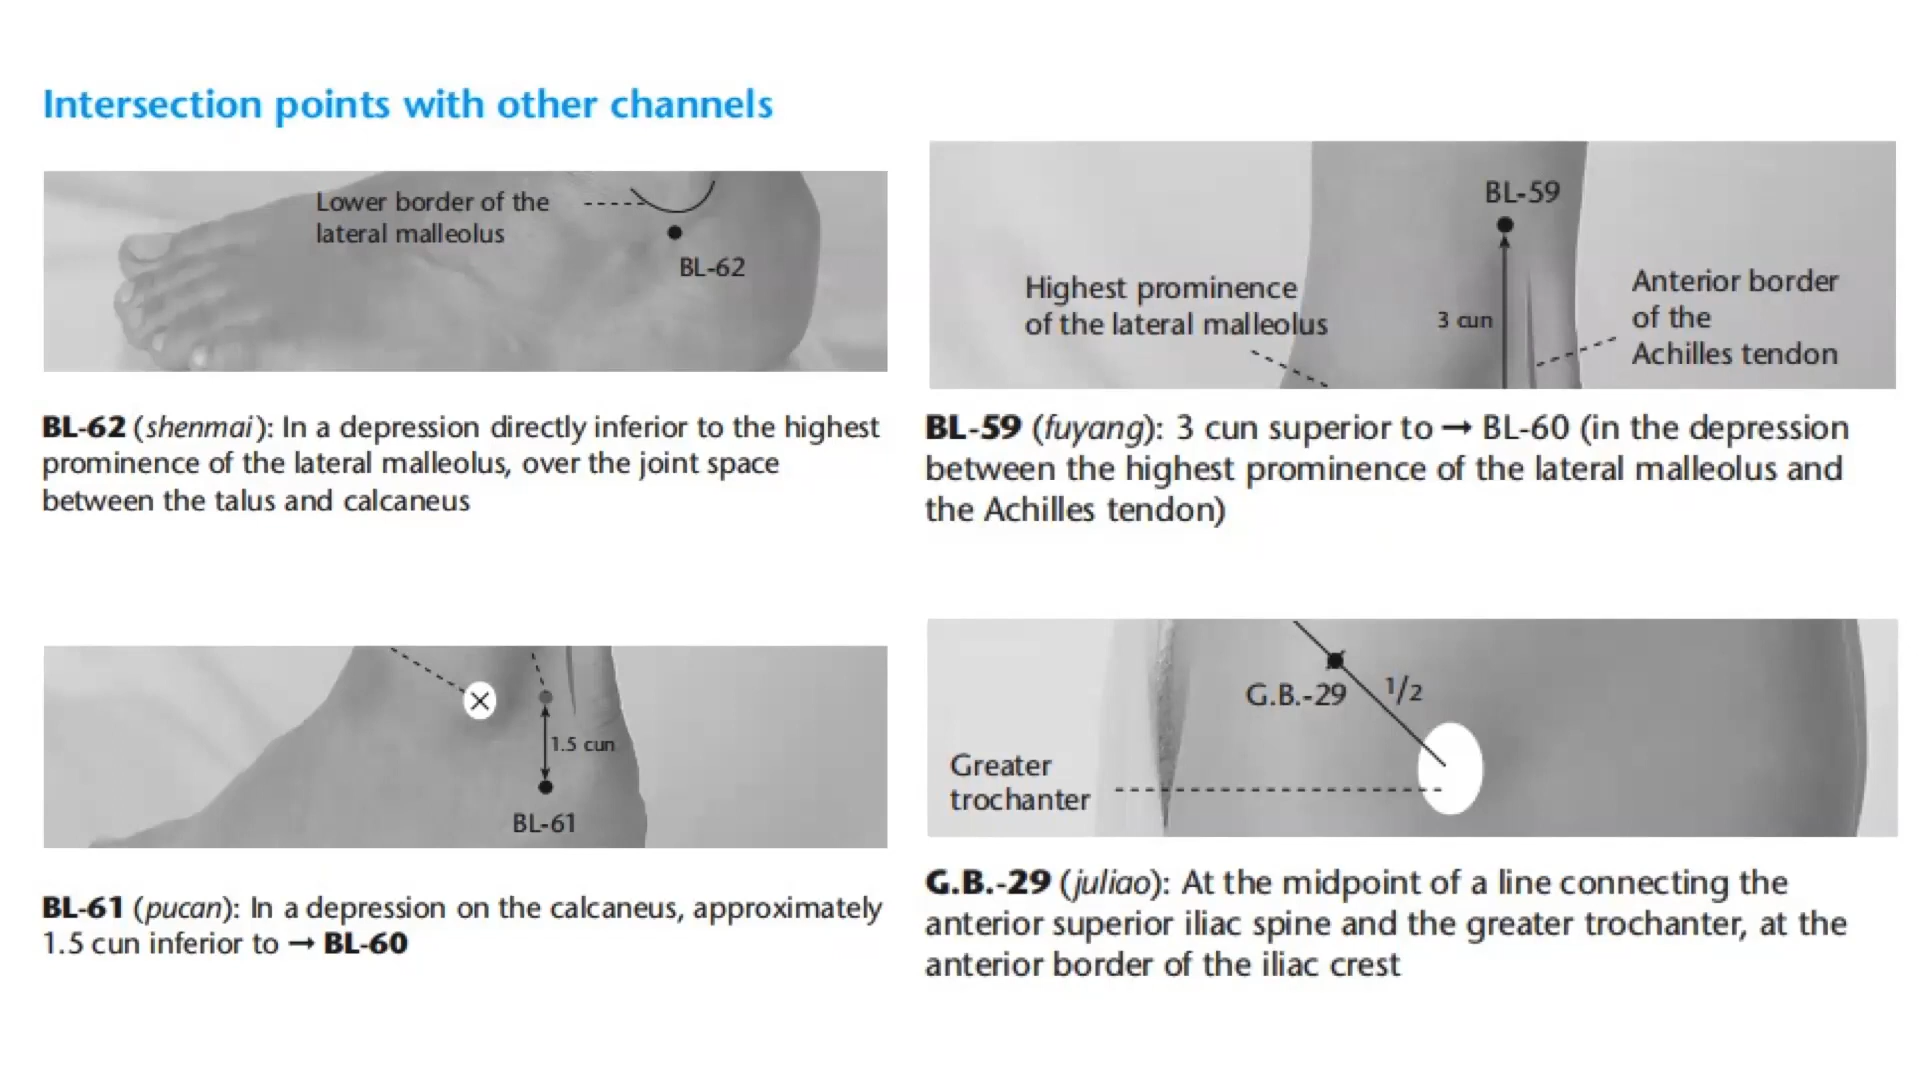 Intersection points with other channels
Lower border of the
lateral malleolus
BL-62
BL-62 (shenmai): In a depression directly inferior to the highest
prominence of the lateral malleolus, over the joint space
between the talus and calcaneus
BL-59
Highest prominence
of the lateral malleolus
3 cun
Anterior border
of the
Achilles tendon
BL-59 (fuyang): 3 cun superior to → BL-60 (in the depression
between the highest prominence of the lateral malleolus and
the Achilles tendon)
1.5 cun
BL-61
BL-61 (pucan): In a depression on the calcaneus, approximately
1.5 cun inferior to → BL-60
G.B.-29
1/2
Greater
trochanter
G.B.-29 (juliao): At the midpoint of a line connecting the
anterior superior iliac spine and the greater trochanter, at the
anterior border of the iliac crest